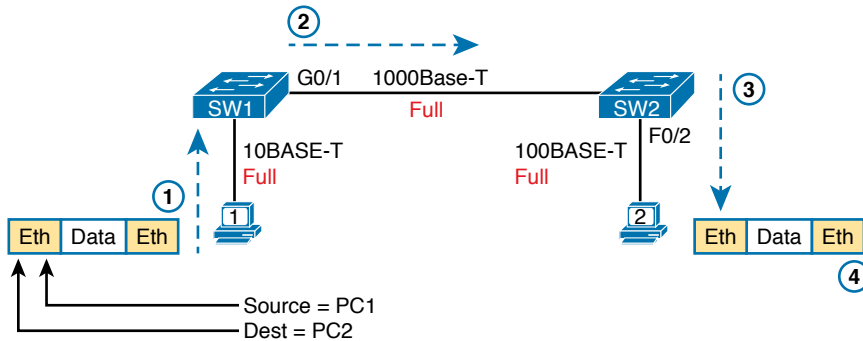 2
G0/1 1000Base-T
SW1 Full SW2
3
10BASE-T
Full
100BASE-T F0/2
Full
1
1
2
Eth Data Eth
Eth Data Eth
4
Source = PC1
Dest = PC2